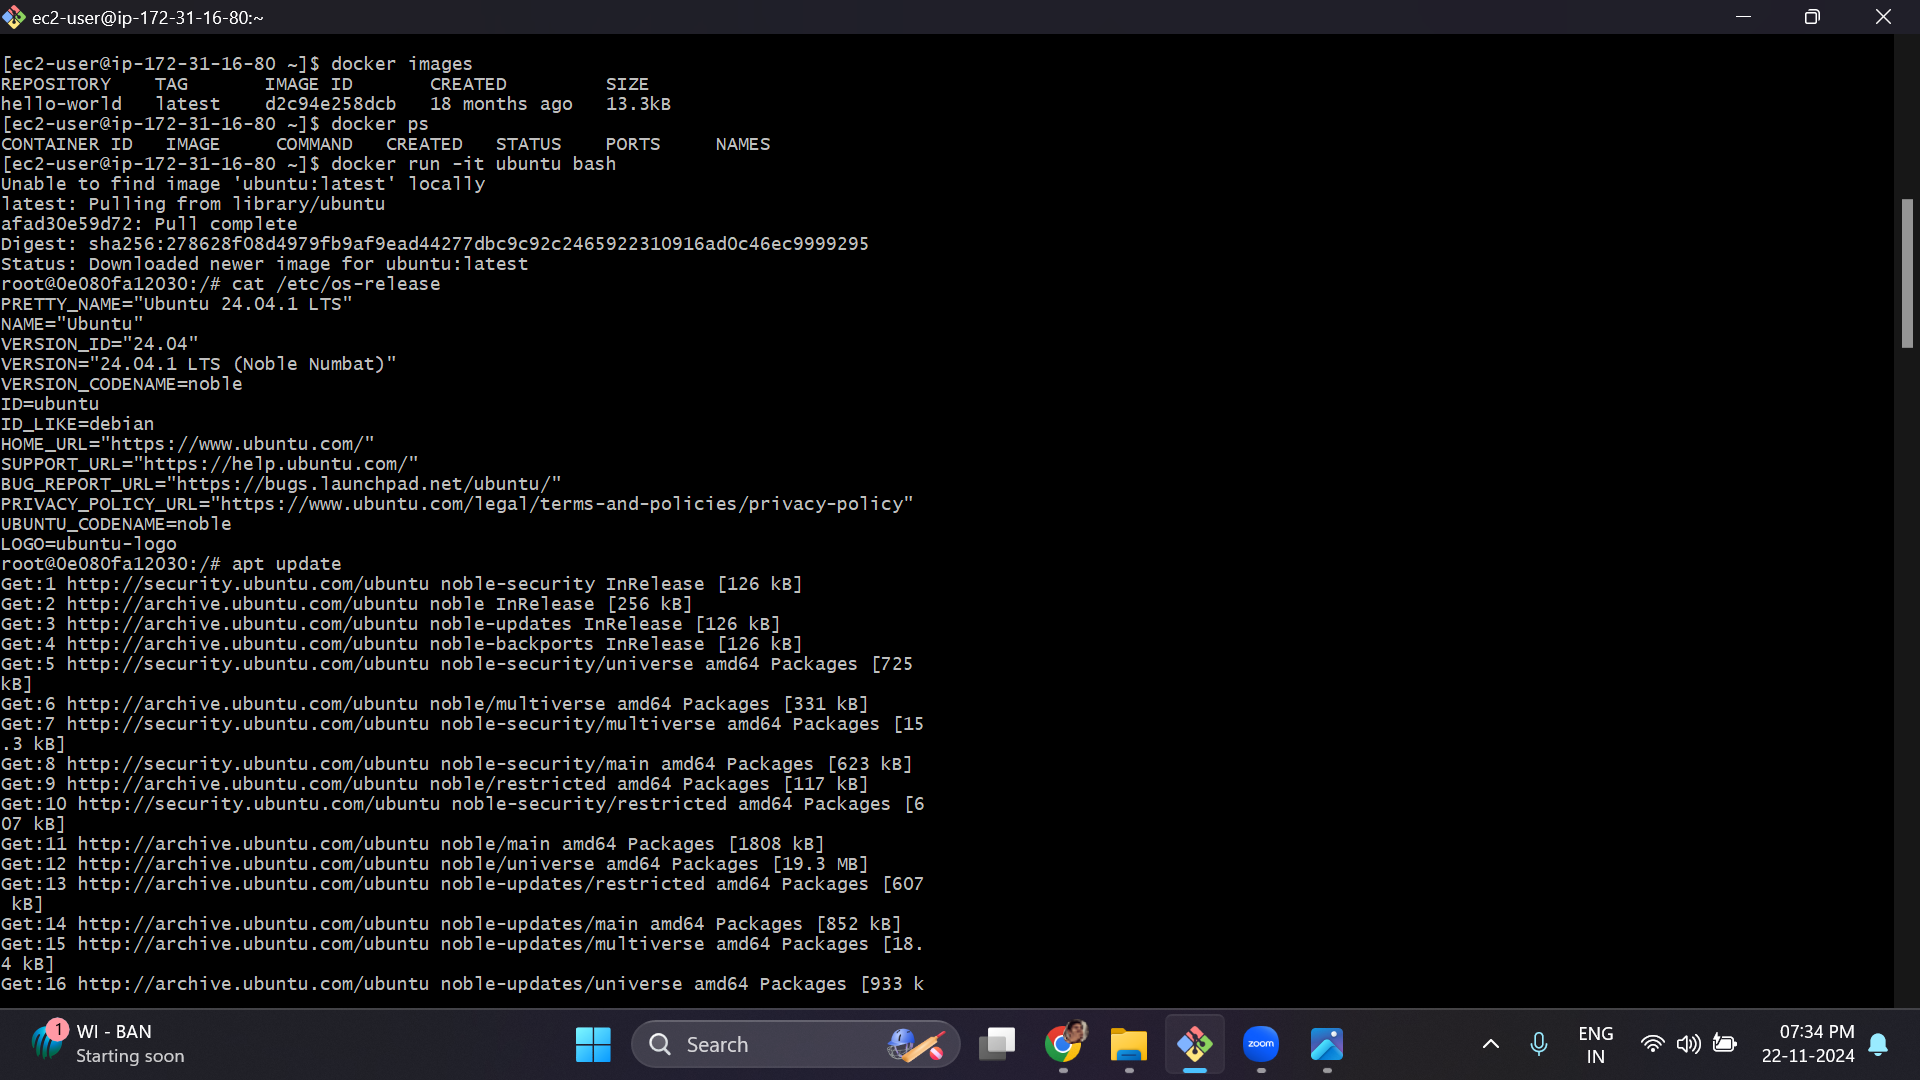 ec2-user@ip-172-31-16-80:~
[ec2-user@ip-172-31-16-80 ~]$ docker images
REPOSITORY    TAG       IMAGE ID       CREATED         SIZE
hello-world   latest    d2c94e258dcb   18 months ago   13.3kB
[ec2-user@ip-172-31-16-80 ~]$ docker ps
CONTAINER ID   IMAGE     COMMAND   CREATED   STATUS    PORTS     NAMES
[ec2-user@ip-172-31-16-80 ~]$ docker run -it ubuntu bash
Unable to find image 'ubuntu:latest' locally
latest: Pulling from library/ubuntu
afad30e59d72: Pull complete
Digest: sha256:278628f08d4979fb9af9ead44277dbc9c92c2465922310916ad0c46ec9999295
Status: Downloaded newer image for ubuntu:latest
root@0e080fa12030:/# cat /etc/os-release
PRETTY_NAME="Ubuntu 24.04.1 LTS"
NAME="Ubuntu"
VERSION_ID="24.04"
VERSION="24.04.1 LTS (Noble Numbat)"
VERSION_CODENAME=noble
ID=ubuntu
ID_LIKE=debian
HOME_URL="https://www.ubuntu.com/"
SUPPORT_URL="https://help.ubuntu.com/"
BUG_REPORT_URL="https://bugs.launchpad.net/ubuntu/"
PRIVACY_POLICY_URL="https://www.ubuntu.com/legal/terms-and-policies/privacy-policy"
UBUNTU_CODENAME=noble
LOGO=ubuntu-logo
root@0e080fa12030:/# apt update
Get:1 http://security.ubuntu.com/ubuntu noble-security InRelease [126 kB]
Get:2 http://archive.ubuntu.com/ubuntu noble InRelease [256 kB]
Get:3 http://archive.ubuntu.com/ubuntu noble-updates InRelease [126 kB]
Get:4 http://archive.ubuntu.com/ubuntu noble-backports InRelease [126 kB]
Get:5 http://security.ubuntu.com/ubuntu noble-security/universe amd64 Packages [725
kB]
Get:6 http://archive.ubuntu.com/ubuntu noble/multiverse amd64 Packages [331 kB]
Get:7 http://security.ubuntu.com/ubuntu noble-security/multiverse amd64 Packages [15
.3 kB]
Get:8 http://security.ubuntu.com/ubuntu noble-security/main amd64 Packages [623 kB]
Get:9 http://archive.ubuntu.com/ubuntu noble/restricted amd64 Packages [117 kB]
Get:10 http://security.ubuntu.com/ubuntu noble-security/restricted amd64 Packages [6
07 kB]
Get:11 http://archive.ubuntu.com/ubuntu noble/main amd64 Packages [1808 kB]
Get:12 http://archive.ubuntu.com/ubuntu noble/universe amd64 Packages [19.3 MB]
Get:13 http://archive.ubuntu.com/ubuntu noble-updates/restricted amd64 Packages [607
 kB]
Get:14 http://archive.ubuntu.com/ubuntu noble-updates/main amd64 Packages [852 kB]
Get:15 http://archive.ubuntu.com/ubuntu noble-updates/multiverse amd64 Packages [18.
4 kB]
Get:16 http://archive.ubuntu.com/ubuntu noble-updates/universe amd64 Packages [933 k
1
WI - BAN
Starting soon
Search
zoom
ENG
IN
07:34 PM
22-11-2024